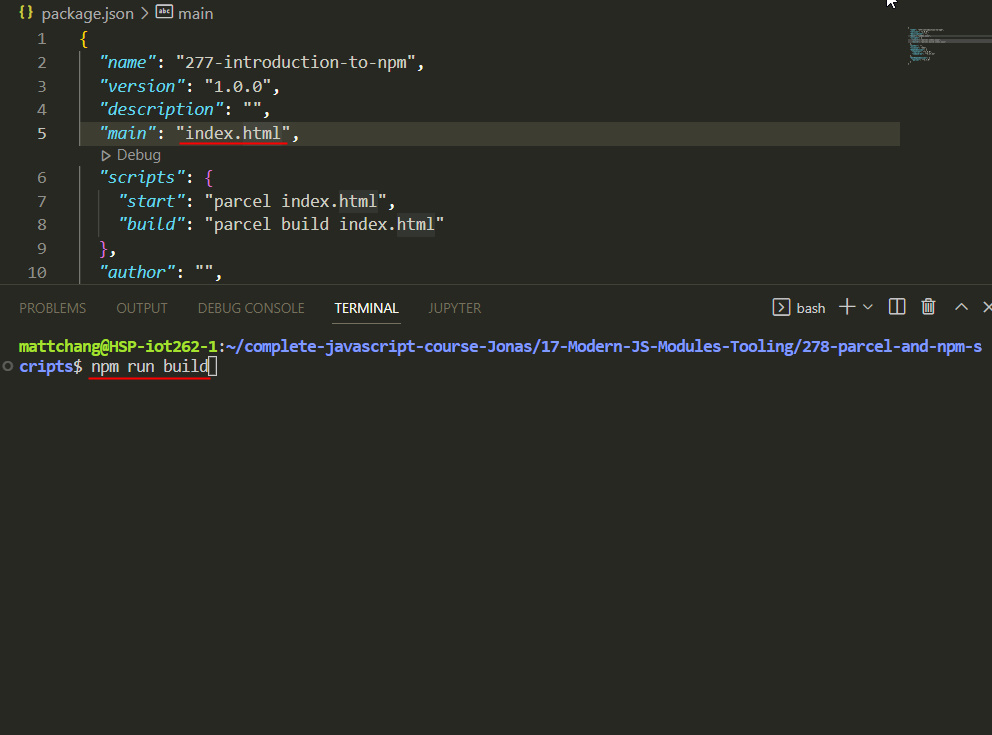 {} package.json > abc main
1 {
2 "name": "277-introduction-to-npm",
3 "version": "1.0.0",
4 "description": "",
5 "main": "index.html",
Debug
6 "scripts": {
7 "start": "parcel index.html",
8 "build": "parcel build index.html"
9 },
10 "author": "",
PROBLEMS OUTPUT DEBUG CONSOLE TERMINAL JUPYTER bash
mattchang@HSP-iot262-1:~/complete-javascript-course-Jonas/17-Modern-JS-Modules-Tooling/278-parcel-and-npm-s
cripts$ npm run build